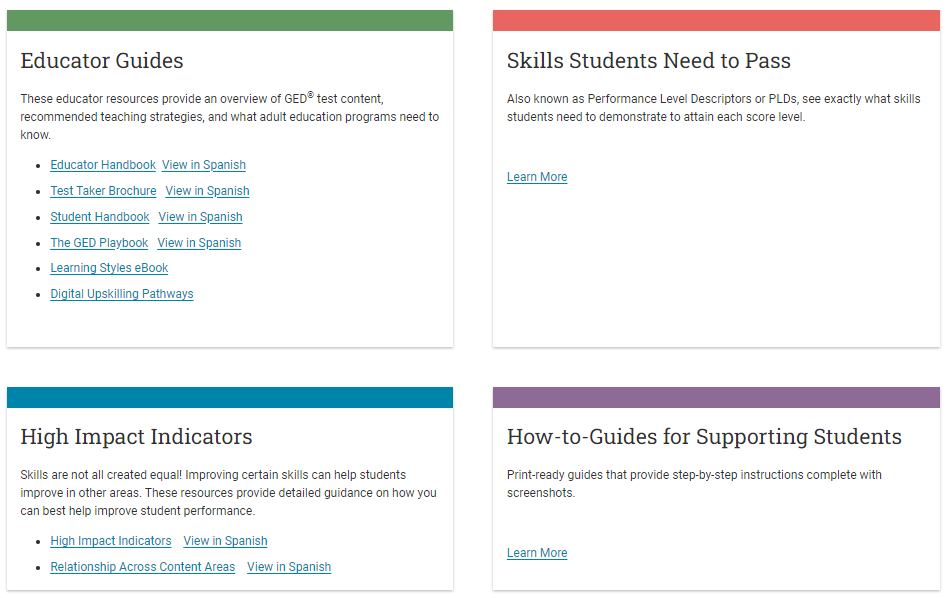 Educator Guides
These educator resources provide an overview of GED® test content,
recommended teaching strategies, and what adult education programs need to
know.
• Educator Handbook View in Spanish
• Test Taker Brochure View in Spanish
• Student Handbook View in Spanish
• The GED Playbook View in Spanish
• Learning Styles eBook
• Digital Upskilling Pathways
Skills Students Need to Pass
Also known as Performance Level Descriptors or PLDs, see exactly what skills
students need to demonstrate to attain each score level.
Learn More
High Impact Indicators
Skills are not all created equal! Improving certain skills can help students
improve in other areas. These resources provide detailed guidance on how you
can best help improve student performance.
• High Impact Indicators View in Spanish
• Relationship Across Content Areas View in Spanish
How-to-Guides for Supporting Students
Print-ready guides that provide step-by-step instructions complete with
screenshots.
Learn More